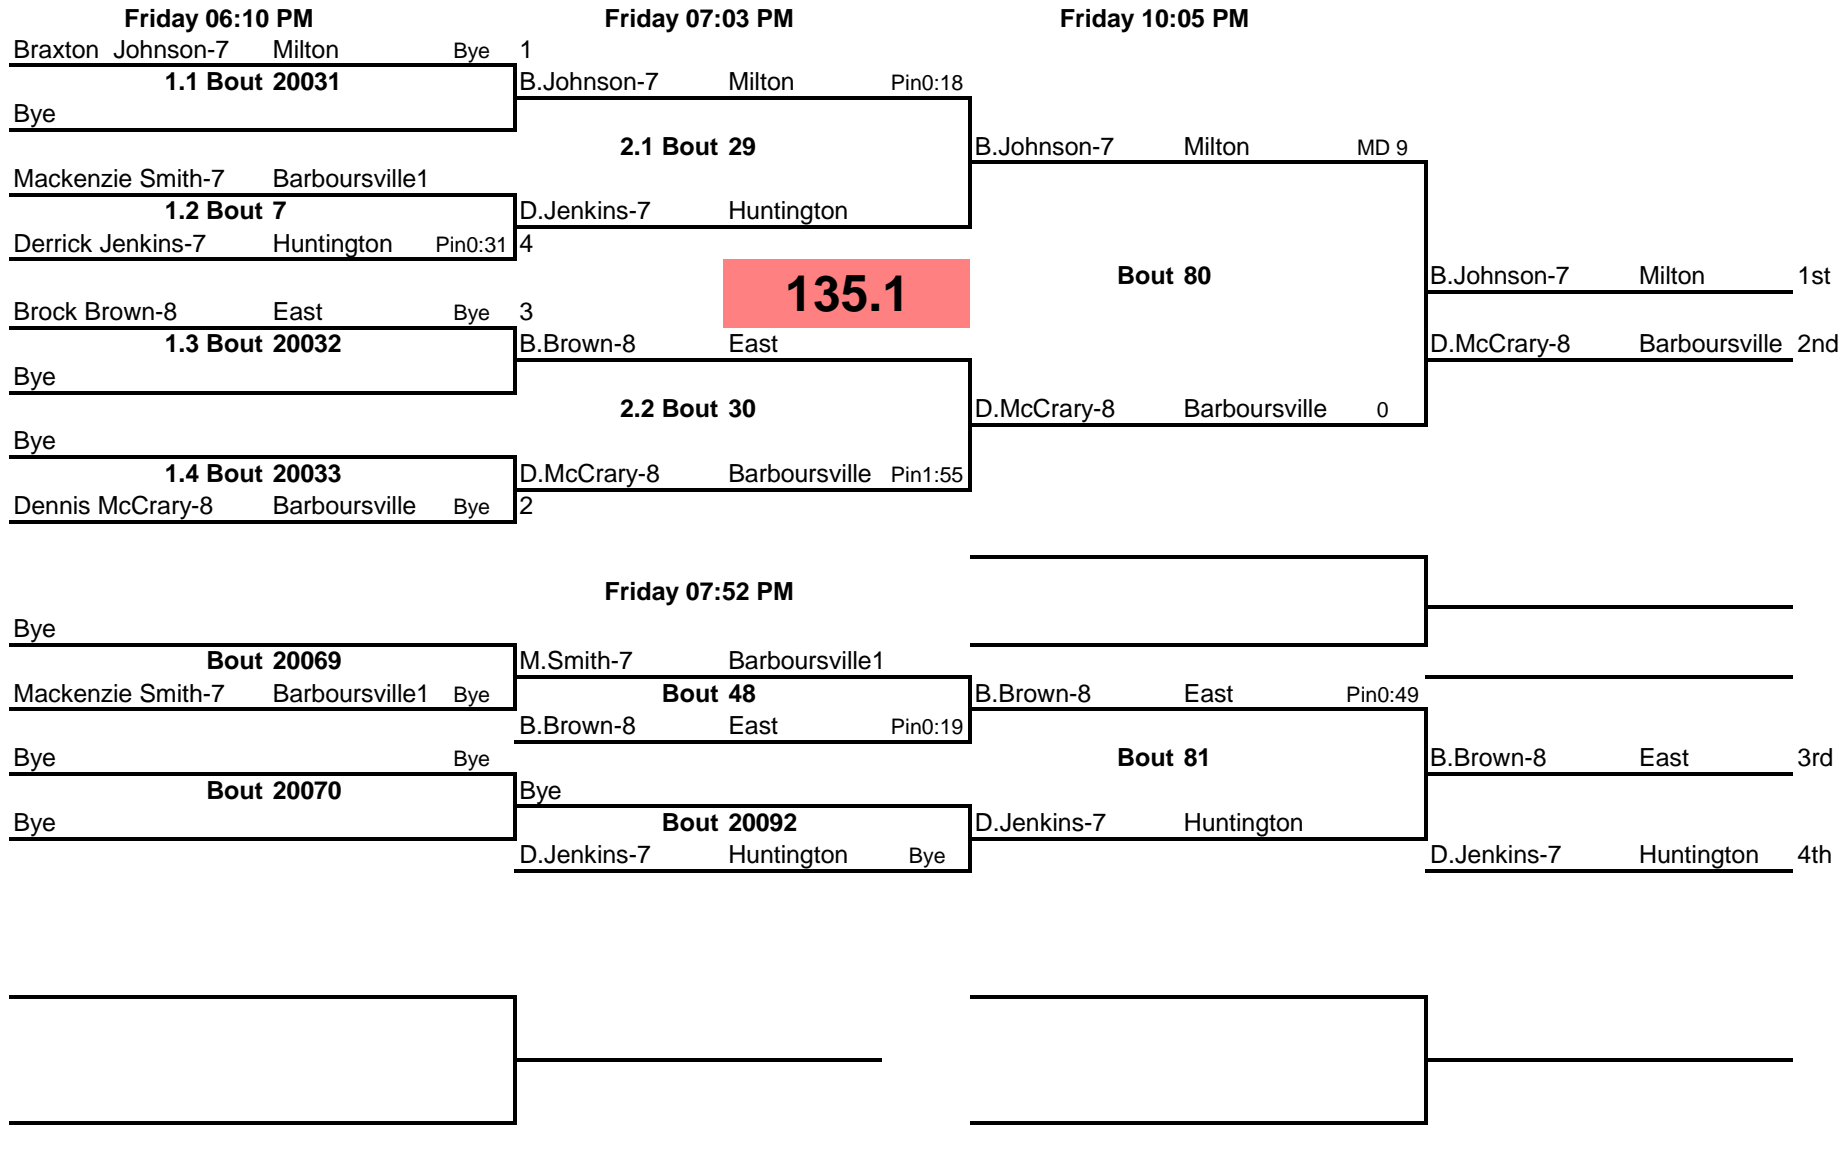 Friday 06:10 PM Friday 07:03 PM Friday 10:05 PM
Braxton Johnson-7 Milton Bye 1
1.1 Bout 20031 B.Johnson-7 Milton Pin0:18
Bye
2.1 Bout 29 B.Johnson-7 Milton MD 9
Mackenzie Smith-7 Barboursville1
1.2 Bout 7 D.Jenkins-7 Huntington
Derrick Jenkins-7 Huntington Pin0:31 4
135.1 Bout 80 B.Johnson-7 Milton 1st
Brock Brown-8 East Bye 3
1.3 Bout 20032 B.Brown-8 East D.McCrary-8 Barboursville 2nd
Bye
2.2 Bout 30 D.McCrary-8 Barboursville 0
Bye
1.4 Bout 20033 D.McCrary-8 Barboursville Pin1:55
Dennis McCrary-8 Barboursville Bye 2
Friday 07:52 PM
Bye
Bout 20069 M.Smith-7 Barboursville1
Mackenzie Smith-7 Barboursville1 Bye Bout 48 B.Brown-8 East Pin0:49
B.Brown-8 East Pin0:19
Bye Bye Bout 81 B.Brown-8 East 3rd
Bout 20070 Bye
Bye Bout 20092 D.Jenkins-7 Huntington
D.Jenkins-7 Huntington Bye D.Jenkins-7 Huntington 4th